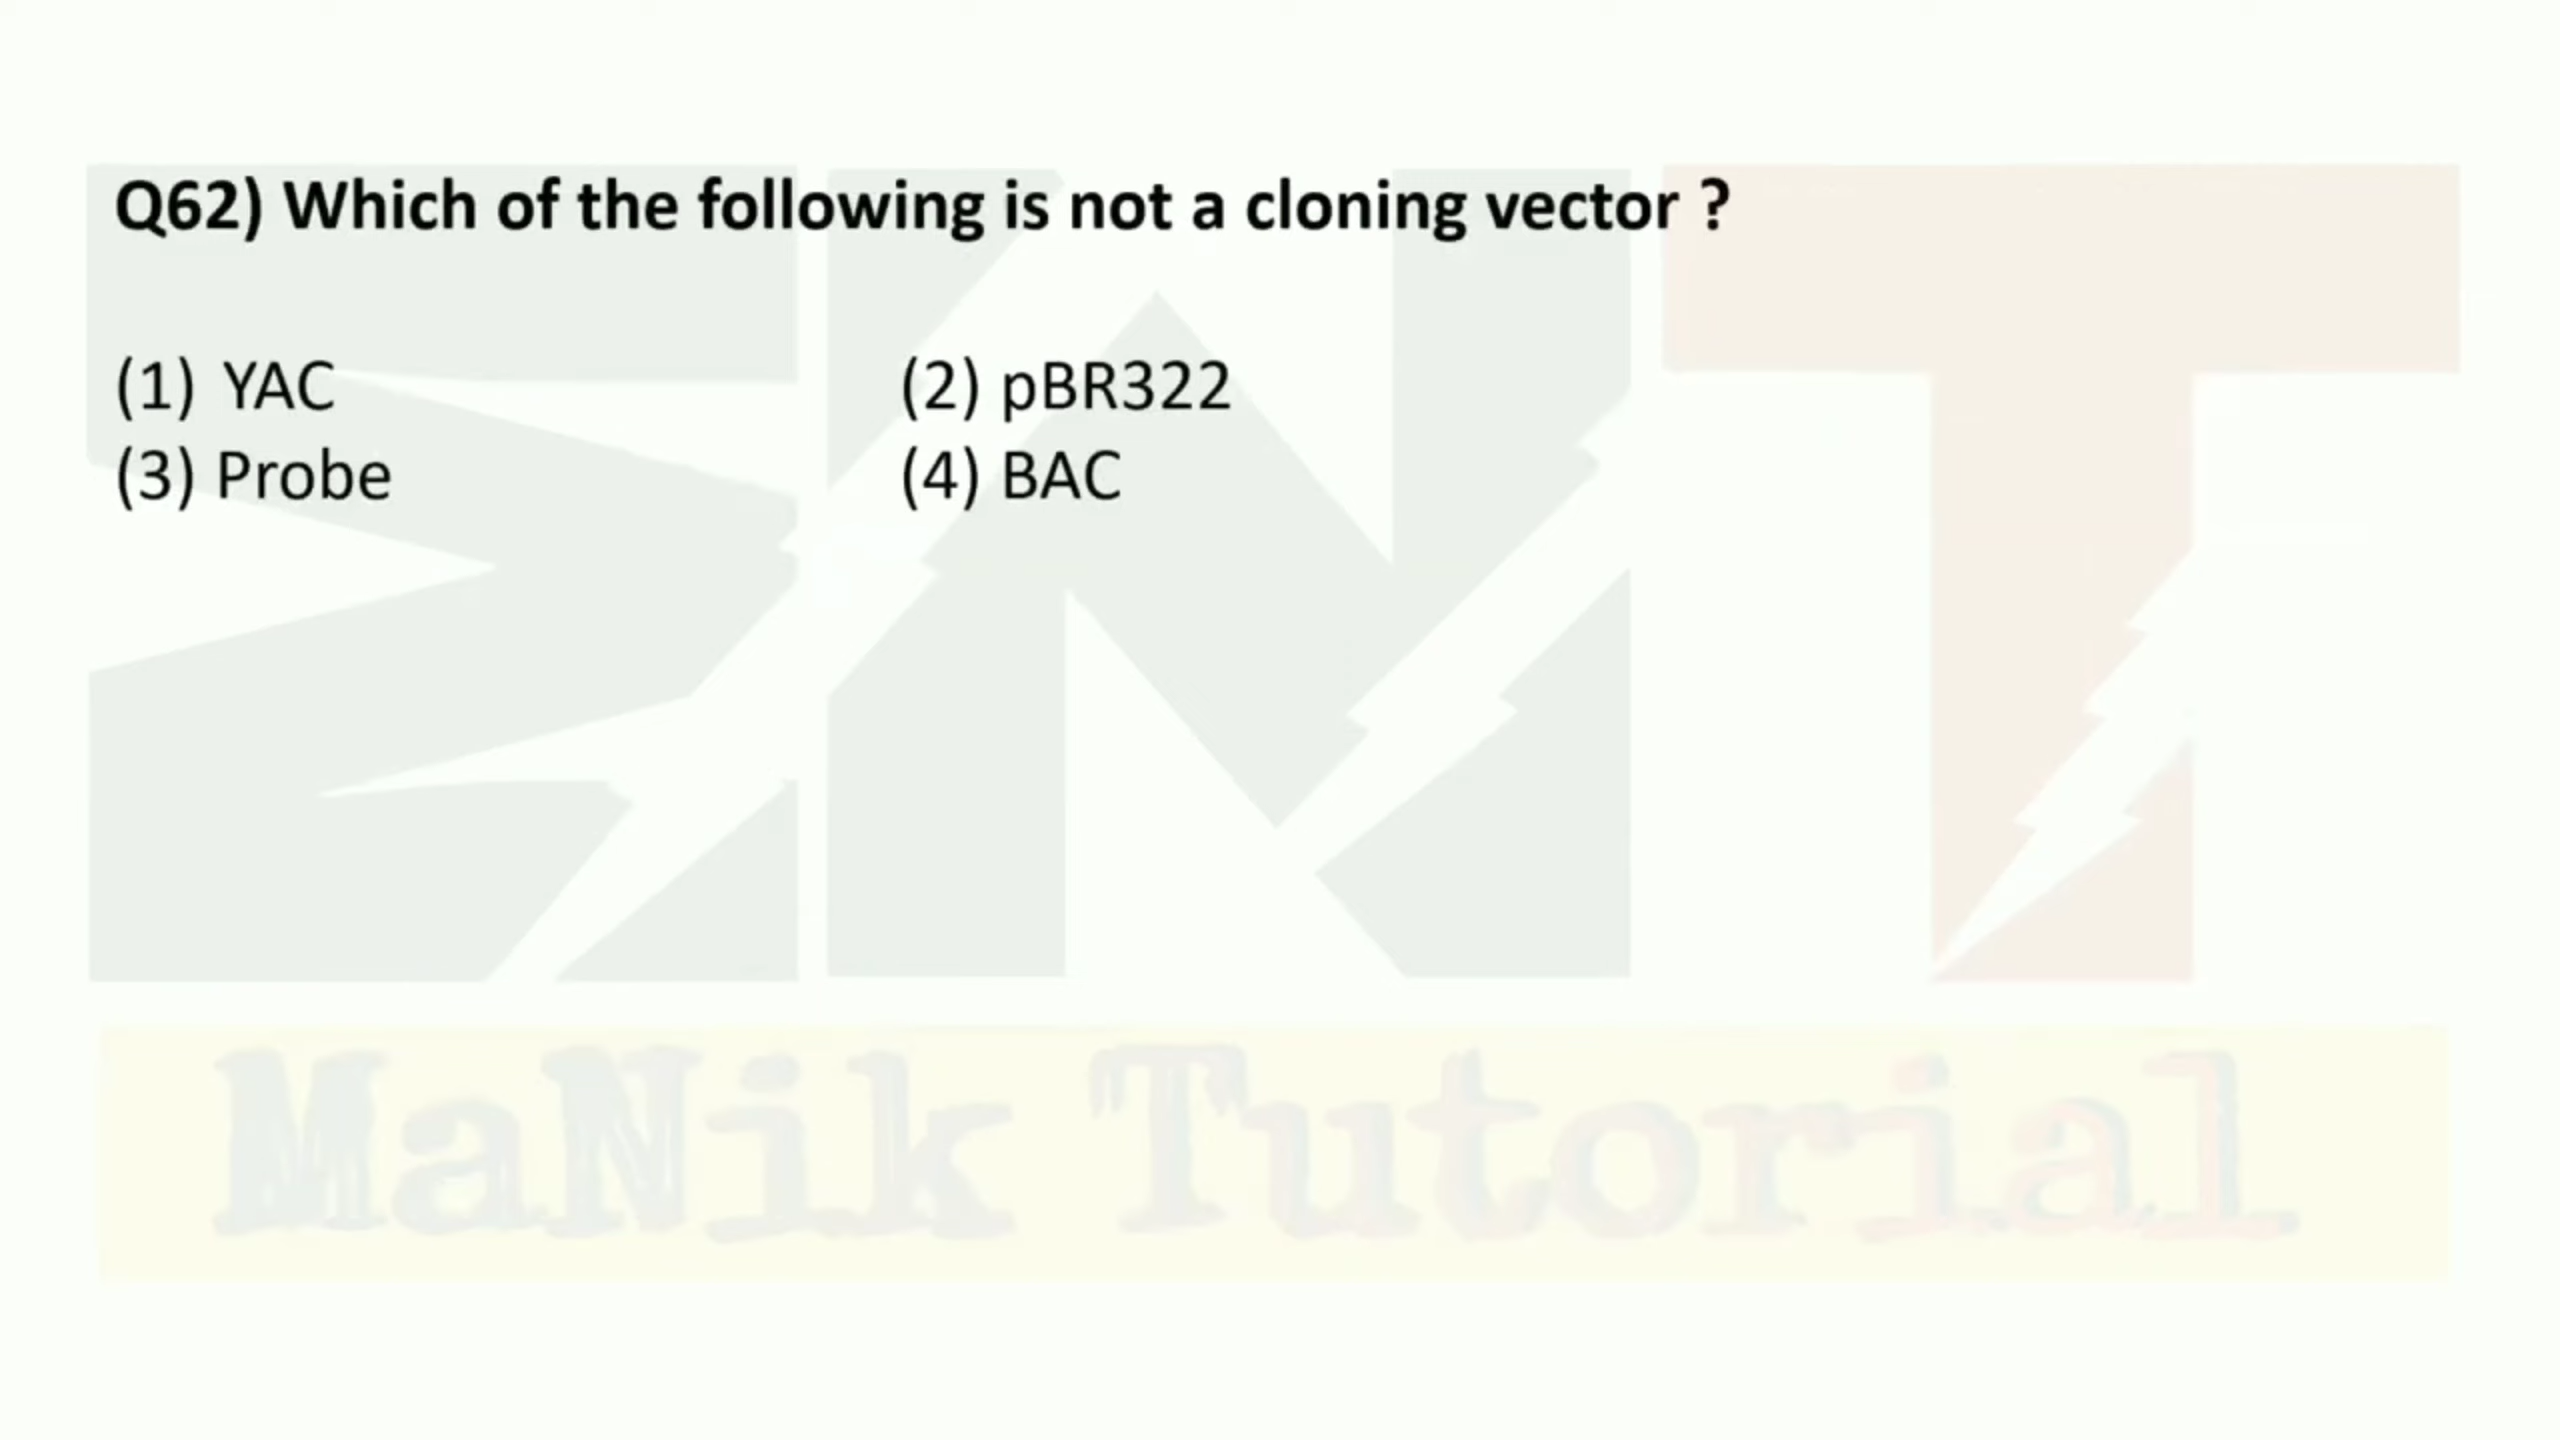 Q62) Which of the following is not a cloning vector ?
(1) YAC (2) pBR322
(3) Probe (4) BAC
MNT
MaNik Tutorial